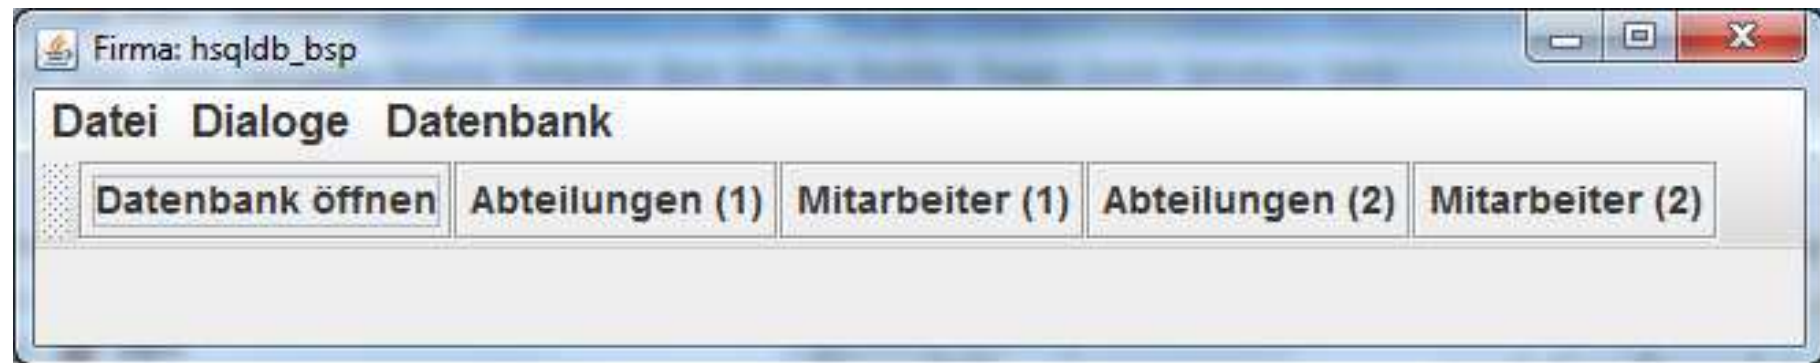 Firma: hsqldb_bsp
Datei Dialoge Datenbank
Datenbank öffnen Abteilungen (1) Mitarbeiter (1) Abteilungen (2) Mitarbeiter (2)